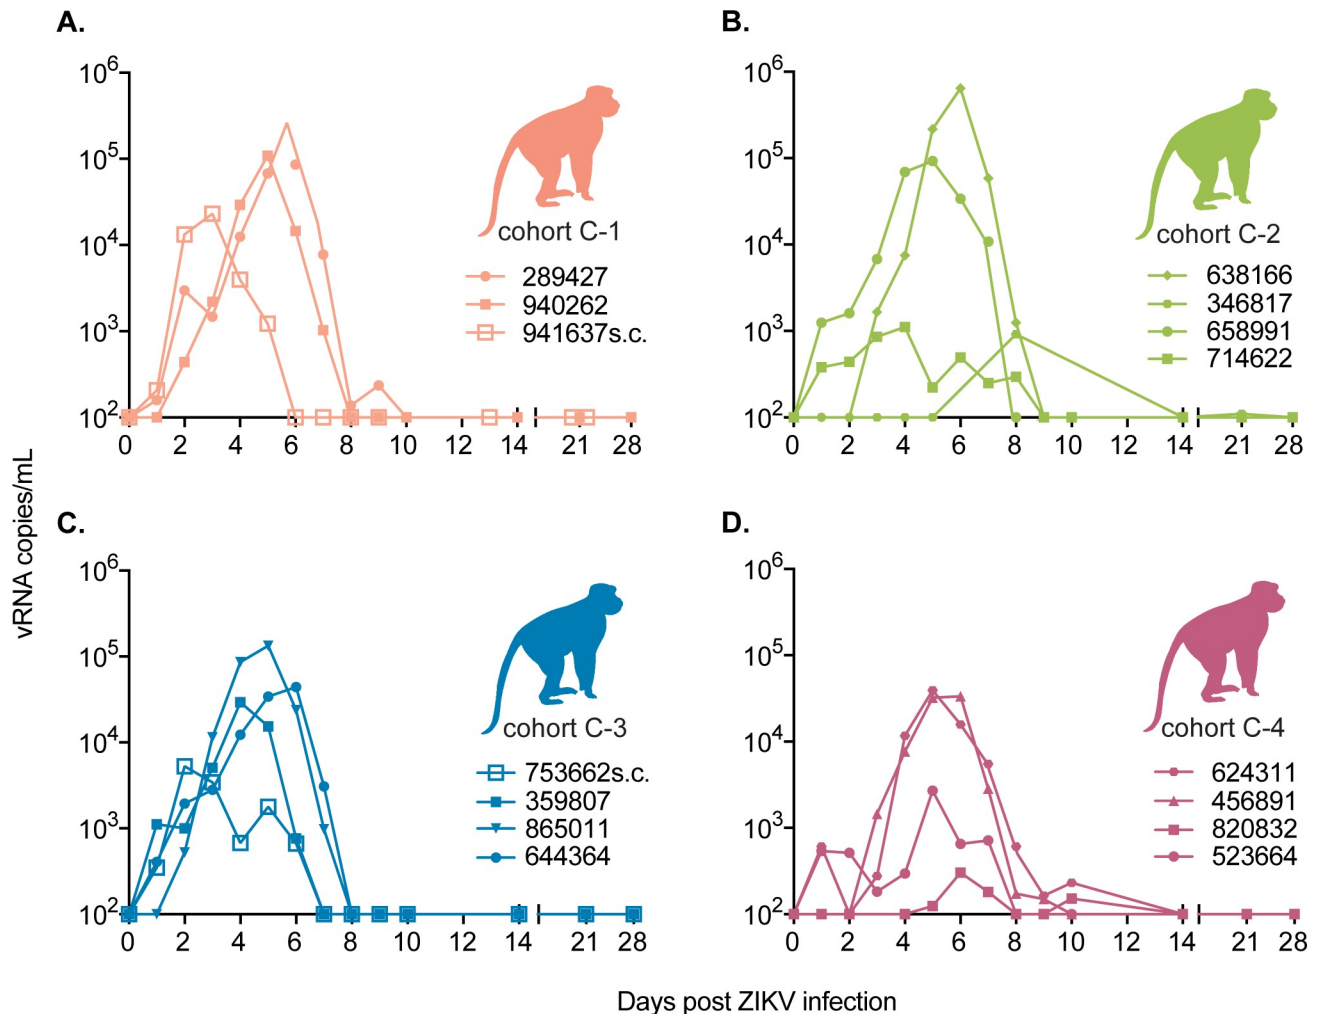 A.
10^6
10^5
10^4
10^3
10^2
0 2 4 6 8 10 12 14 21 28
cohort C-1
289427
940262
941637s.c.
B.
10^6
10^5
10^4
10^3
10^2
0 2 4 6 8 10 12 14 21 28
cohort C-2
638166
346817
658991
714622
vRNA copies/mL
C.
10^6
10^5
10^4
10^3
10^2
0 2 4 6 8 10 12 14 21 28
cohort C-3
753662s.c.
359807
865011
644364
D.
10^6
10^5
10^4
10^3
10^2
0 2 4 6 8 10 12 14 21 28
cohort C-4
624311
456891
820832
523664
Days post ZIKV infection